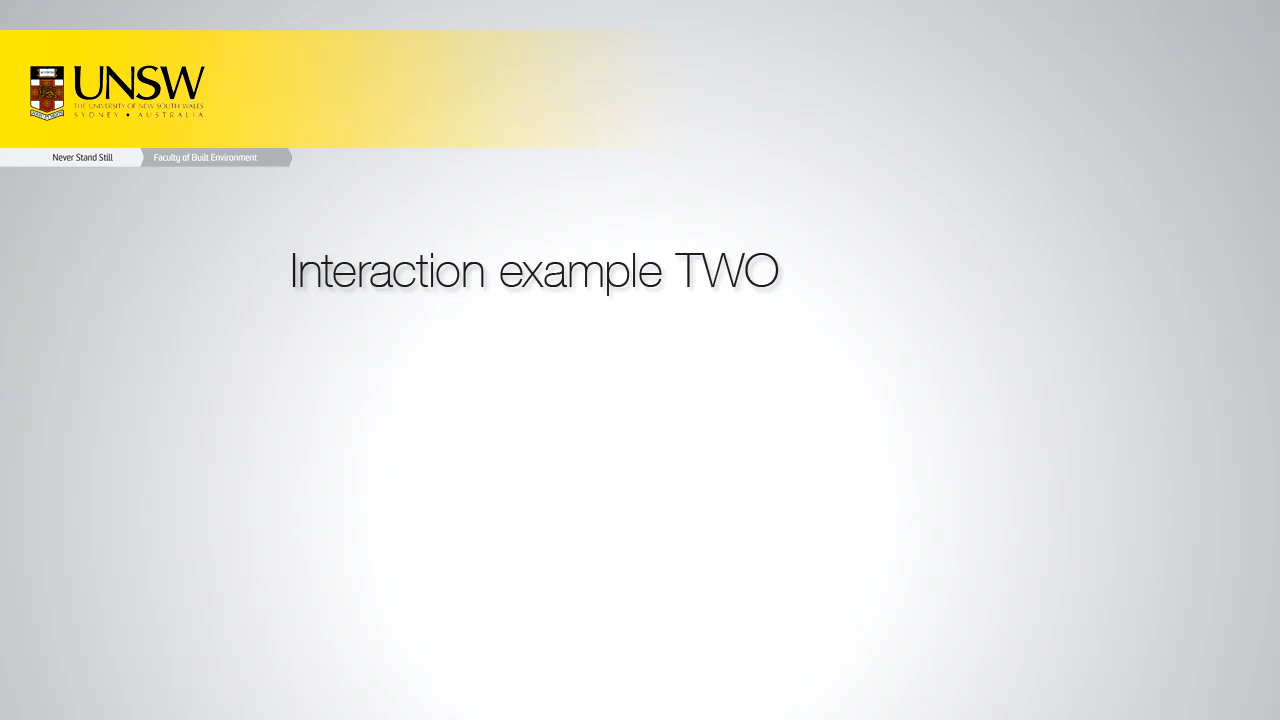 UNSW
THE UNIVERSITY OF NEW SOUTH WALES
SYDNEY • AUSTRALIA
Never Stand Still
Faculty of Built Environment
Interaction example TWO